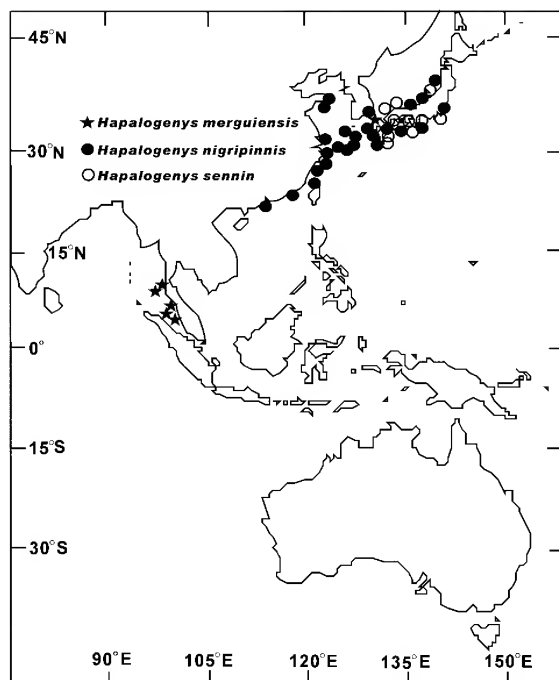 45°N
★ Hapalogenys merguiensis
● Hapalogenys nigripinnis
30°N
○ Hapalogenys sennin
15°N
0°
15°S
30°S
90°E 105°E 120°E 135°E 150°E